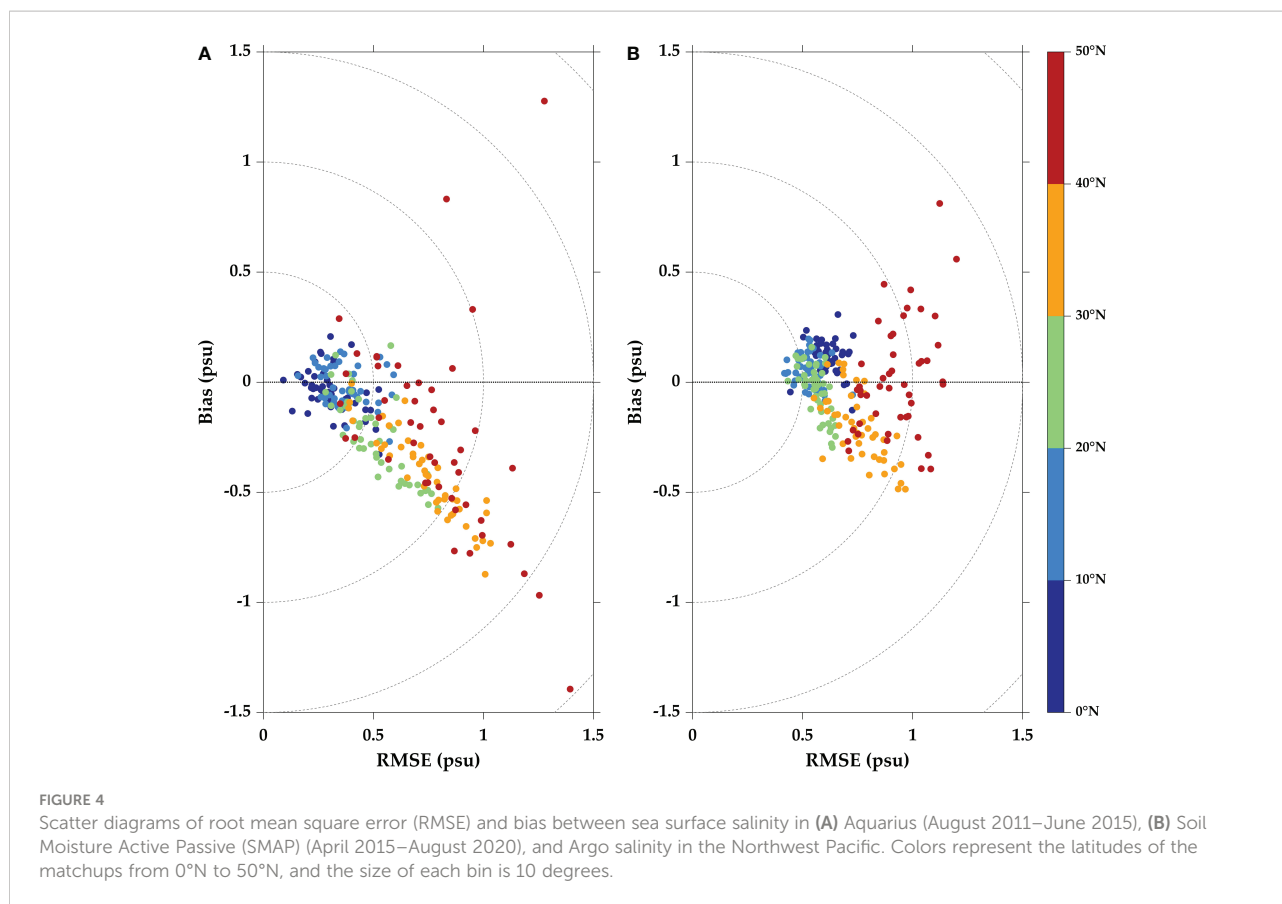 A
1.5
1
0.5
0
-0.5
-1
-1.5
Bias (psu)
0
0.5
1
1.5
RMSE (psu)
B
1.5
1
0.5
0
-0.5
-1
-1.5
Bias (psu)
0
0.5
1
1.5
RMSE (psu)
50°N
40°N
30°N
20°N
10°N
0°N
FIGURE 4
Scatter diagrams of root mean square error (RMSE) and bias between sea surface salinity in (A) Aquarius (August 2011–June 2015), (B) Soil
Moisture Active Passive (SMAP) (April 2015–August 2020), and Argo salinity in the Northwest Pacific. Colors represent the latitudes of the
matchups from 0°N to 50°N, and the size of each bin is 10 degrees.